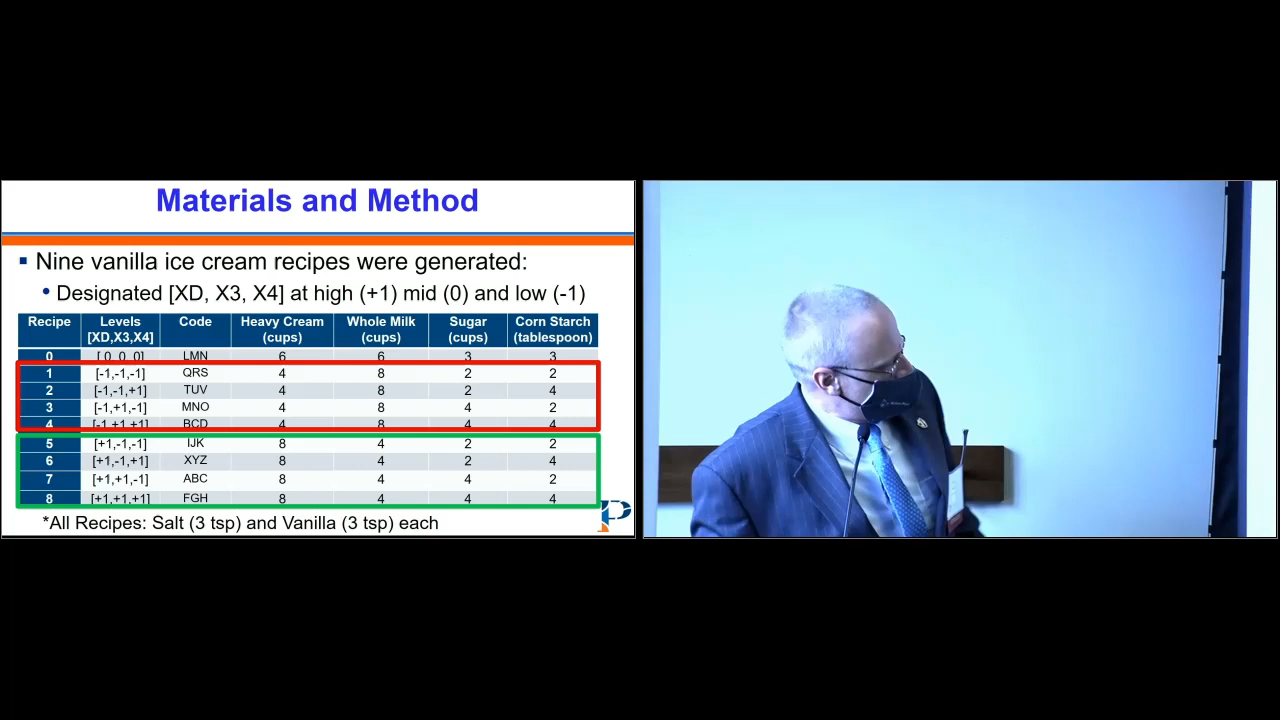 Materials and Method
Nine vanilla ice cream recipes were generated:
Designated [XD, X3, X4] at high (+1) mid (0) and low (-1)
Recipe Levels [XD,X3,X4] Code Heavy Cream (cups) Whole Milk (cups) Sugar (cups) Corn Starch (tablespoon)
0 [ 0, 0, 0] LMN 6 6 3 3
1 [-1,-1,-1] QRS 4 8 2 2
2 [-1,-1,+1] TUV 4 8 2 4
3 [-1,+1,-1] MNO 4 8 4 2
4 [-1,+1,+1] BCD 4 8 4 4
5 [+1,-1,-1] IJK 8 4 2 2
6 [+1,-1,+1] XYZ 8 4 2 4
7 [+1,+1,-1] ABC 8 4 4 2
8 [+1,+1,+1] FGH 8 4 4 4
*All Recipes: Salt (3 tsp) and Vanilla (3 tsp) each